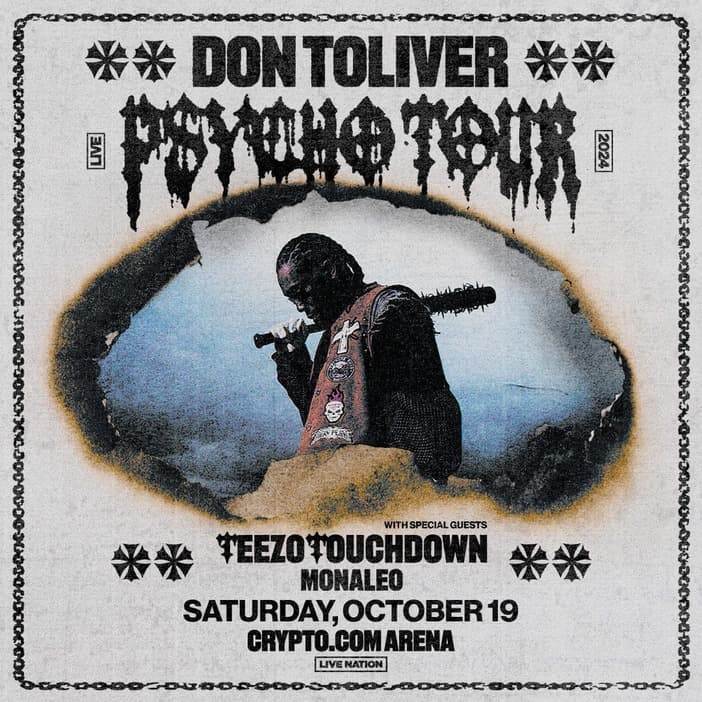 DON TOLIVER
PSYCHO TOUR
LIVE
2024
WITH SPECIAL GUESTS
TEEZO TOUCHDOWN
MONALEO
SATURDAY, OCTOBER 19
CRYPTO.COM ARENA
LIVE NATION